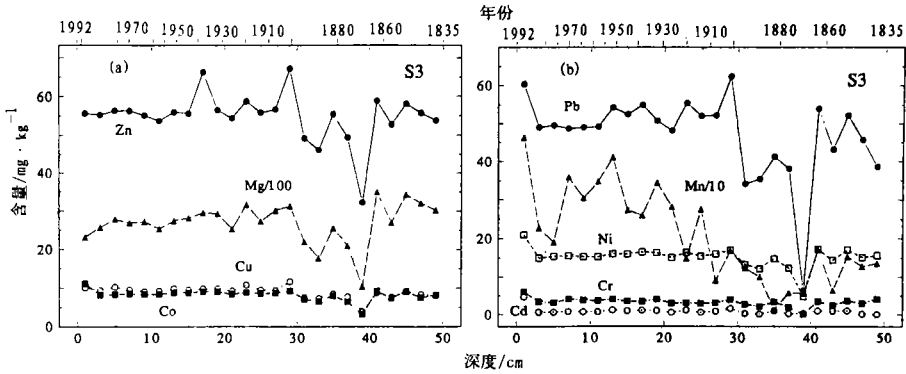 年份
1992 1970 1950 1930 1910 1880 1860 1835
1992 1970 1950 1930 1910 1880 1860 1835
(a) S3
(b) S3
Zn
Pb
Mg/100
Mn/10
Cu
Co
Ni
Cr
Cd
含量/mg · kg⁻¹
60
40
20
0
60
40
20
0
0 10 20 30 40 50
0 10 20 30 40 50
深度/cm